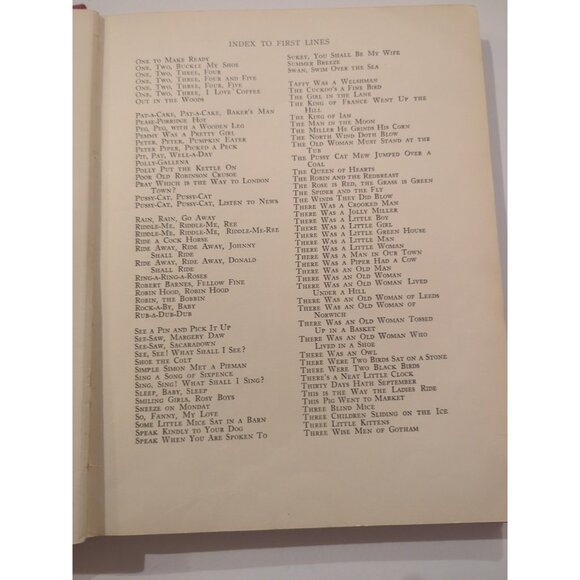 INDEX TO FIRST LINES
ONE TO MAKE READY
ONE, TWO, BUCKLE MY SHOE
ONE, TWO, THREE, FOUR
ONE, TWO, THREE, FOUR AND FIVE
ONE, TWO, THREE, FOUR, FIVE
ONE, TWO, THREE, I LOVE COFFEE
OUT IN THE WOODS
PAT-A-CAKE, PAT-A-CAKE, BAKER'S MAN
PEASE-PORRIDGE HOT
PEG, PEG, WITH A WOODEN LEG
PEMMY WAS A PRETTY GIRL
PETER, PETER, PUMPKIN EATER
PETER PIPER, PICKED A PECK
PIT, PAT, WELL-A-DAY
POLLY-GALLENA
POLLY PUT THE KETTLE ON
POOR OLD ROBINSON CRUSOE
PRAY WHICH IS THE WAY TO LONDON
TOWN?
PUSSY-CAT, PUSSY-CAT
PUSSY-CAT, PUSSY-CAT, LISTEN TO NEWS
RAIN, RAIN, GO AWAY
RIDDLE-ME, RIDDLE-ME, REE
RIDDLE-ME, RIDDLE-ME, RIDDLE-ME-REE
RIDE A COCK HORSE
RIDE AWAY, RIDE AWAY, JOHNNY
SHALL RIDE
RIDE AWAY, RIDE AWAY, DONALD
SHALL RIDE
RING-A-RING-A-ROSES
ROBERT BARNES, FELLOW FINE
ROBIN HOOD, ROBIN HOOD
ROBIN, THE BOBBIN
ROCK-A-BY, BABY
RUB-A-DUB-DUB
SEE A PIN AND PICK IT UP
SEE-SAW, MARGERY DAW
SEE-SAW, SACARADOWN
SEE, SEE! WHAT SHALL I SEE?
SHOE THE COLT
SIMPLE SIMON MET A PIEMAN
SING A SONG OF SIXPENCE
SING, SING! WHAT SHALL I SING?
SLEEP, BABY, SLEEP
SMILING GIRLS, ROSY BOYS
SNEEZE ON MONDAY
SO, FANNY, MY LOVE
SOME LITTLE MICE SAT IN A BARN
SPEAK KINDLY TO YOUR DOG
SPEAK WHEN YOU ARE SPOKEN TO
SUKEY, YOU SHALL BE MY WIFE
SUMMER BREEZE
SWAN, SWIM OVER THE SEA
TAFFY WAS A WELSHMAN
THE CUCKOO'S A FINE BIRD
THE GIRL IN THE LANE
THE KING OF FRANCE WENT UP THE
HILL
THE KING OF IAN
THE MAN IN THE MOON
THE MILLER HE GRINDS HIS CORN
THE NORTH WIND DOTH BLOW
THE OLD WOMAN MUST STAND AT THE
TUB
THE PUSSY CAT MEW JUMPED OVER A
COAL
THE QUEEN OF HEARTS
THE ROBIN AND THE REDBREAST
THE ROSE IS RED, THE GRASS IS GREEN
THE SPIDER AND THE FLY
THE WINDS THEY DID BLOW
THERE WAS A CROOKED MAN
THERE WAS A JOLLY MILLER
THERE WAS A LITTLE BOY
THERE WAS A LITTLE GIRL
THERE WAS A LITTLE GREEN HOUSE
THERE WAS A LITTLE MAN
THERE WAS A LITTLE WOMAN
THERE WAS A MAN IN OUR TOWN
THERE WAS A PIPER HAD A COW
THERE WAS AN OLD MAN
THERE WAS AN OLD WOMAN
THERE WAS AN OLD WOMAN LIVED
UNDER A HILL
THERE WAS AN OLD WOMAN OF LEEDS
THERE WAS AN OLD WOMAN OF
NORWICH
THERE WAS AN OLD WOMAN TOSSED
UP IN A BASKET
THERE WAS AN OLD WOMAN WHO
LIVED IN A SHOE
THERE WAS AN OWL
THERE WERE TWO BIRDS SAT ON A STONE
THERE WERE TWO BLACK BIRDS
THERE'S A NEAT LITTLE CLOCK
THIRTY DAYS HATH SEPTEMBER
THIS IS THE WAY THE LADIES RIDE
THIS PIG WENT TO MARKET
THREE BLIND MICE
THREE CHILDREN SLIDING ON THE ICE
THREE LITTLE KITTENS
THREE WISE MEN OF GOTHAM